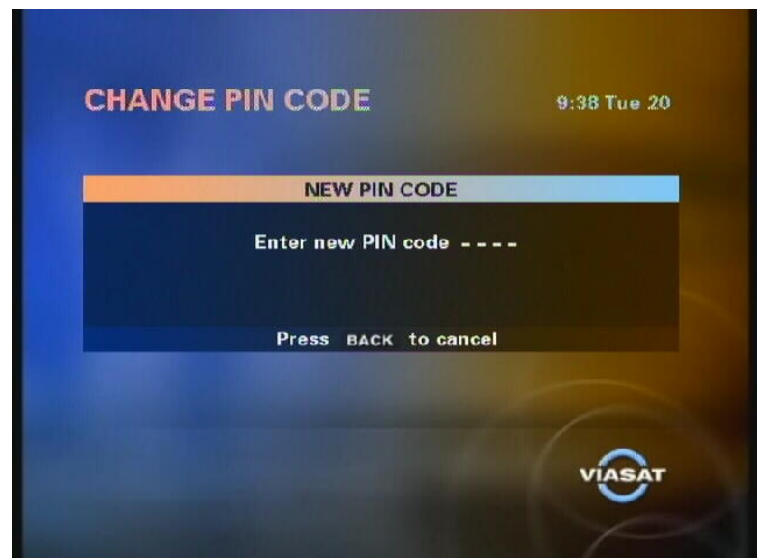 CHANGE PIN CODE
9:38 Tue 20
NEW PIN CODE
Enter new PIN code ----
Press BACK to cancel
VIASAT